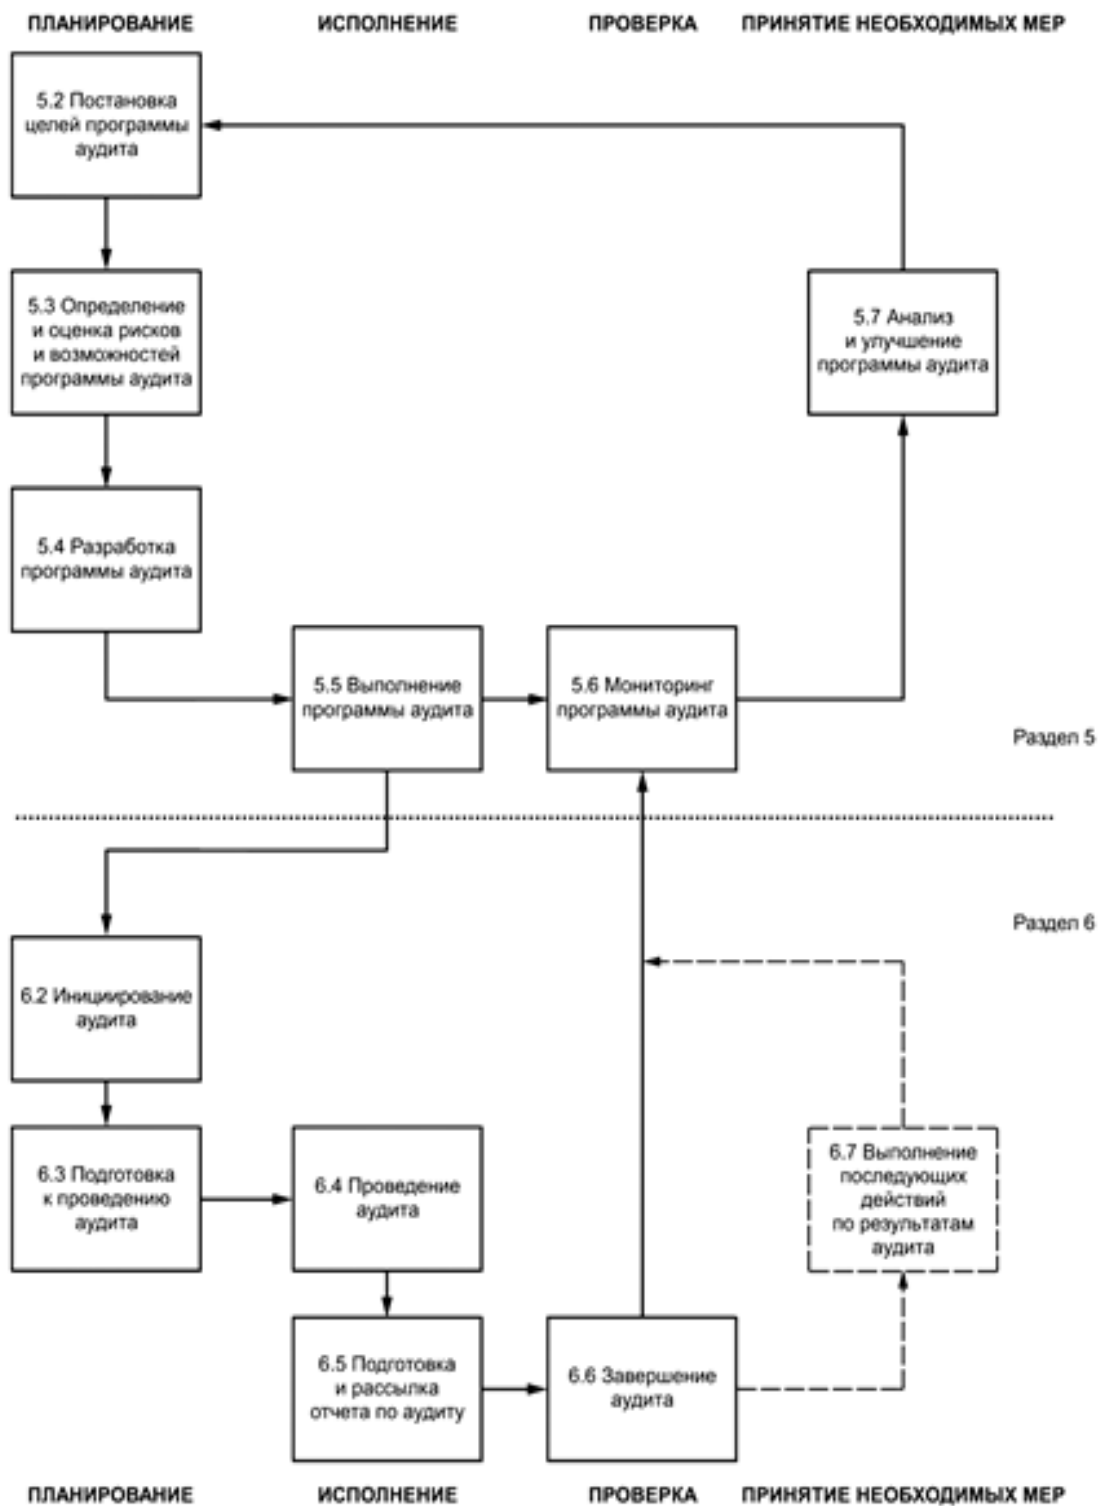 ПЛАНИРОВАНИЕ
ИСПОЛНЕНИЕ
ПРОВЕРКА
ПРИНЯТИЕ НЕОБХОДИМЫХ МЕР
5.2 Постановка
целей программы
аудита
5.3 Определение
и оценка рисков
и возможностей
программы аудита
5.7 Анализ
и улучшение
программы аудита
5.4 Разработка
программы аудита
5.5 Выполнение
программы аудита
5.6 Мониторинг
программы аудита
Раздел 5
Раздел 6
6.2 Инициирование
аудита
6.3 Подготовка
к проведению
аудита
6.4 Проведение
аудита
6.7 Выполнение
последующих
действий
по результатам
аудита
6.5 Подготовка
и рассылка
отчета по аудиту
6.6 Завершение
аудита
ПЛАНИРОВАНИЕ
ИСПОЛНЕНИЕ
ПРОВЕРКА
ПРИНЯТИЕ НЕОБХОДИМЫХ МЕР